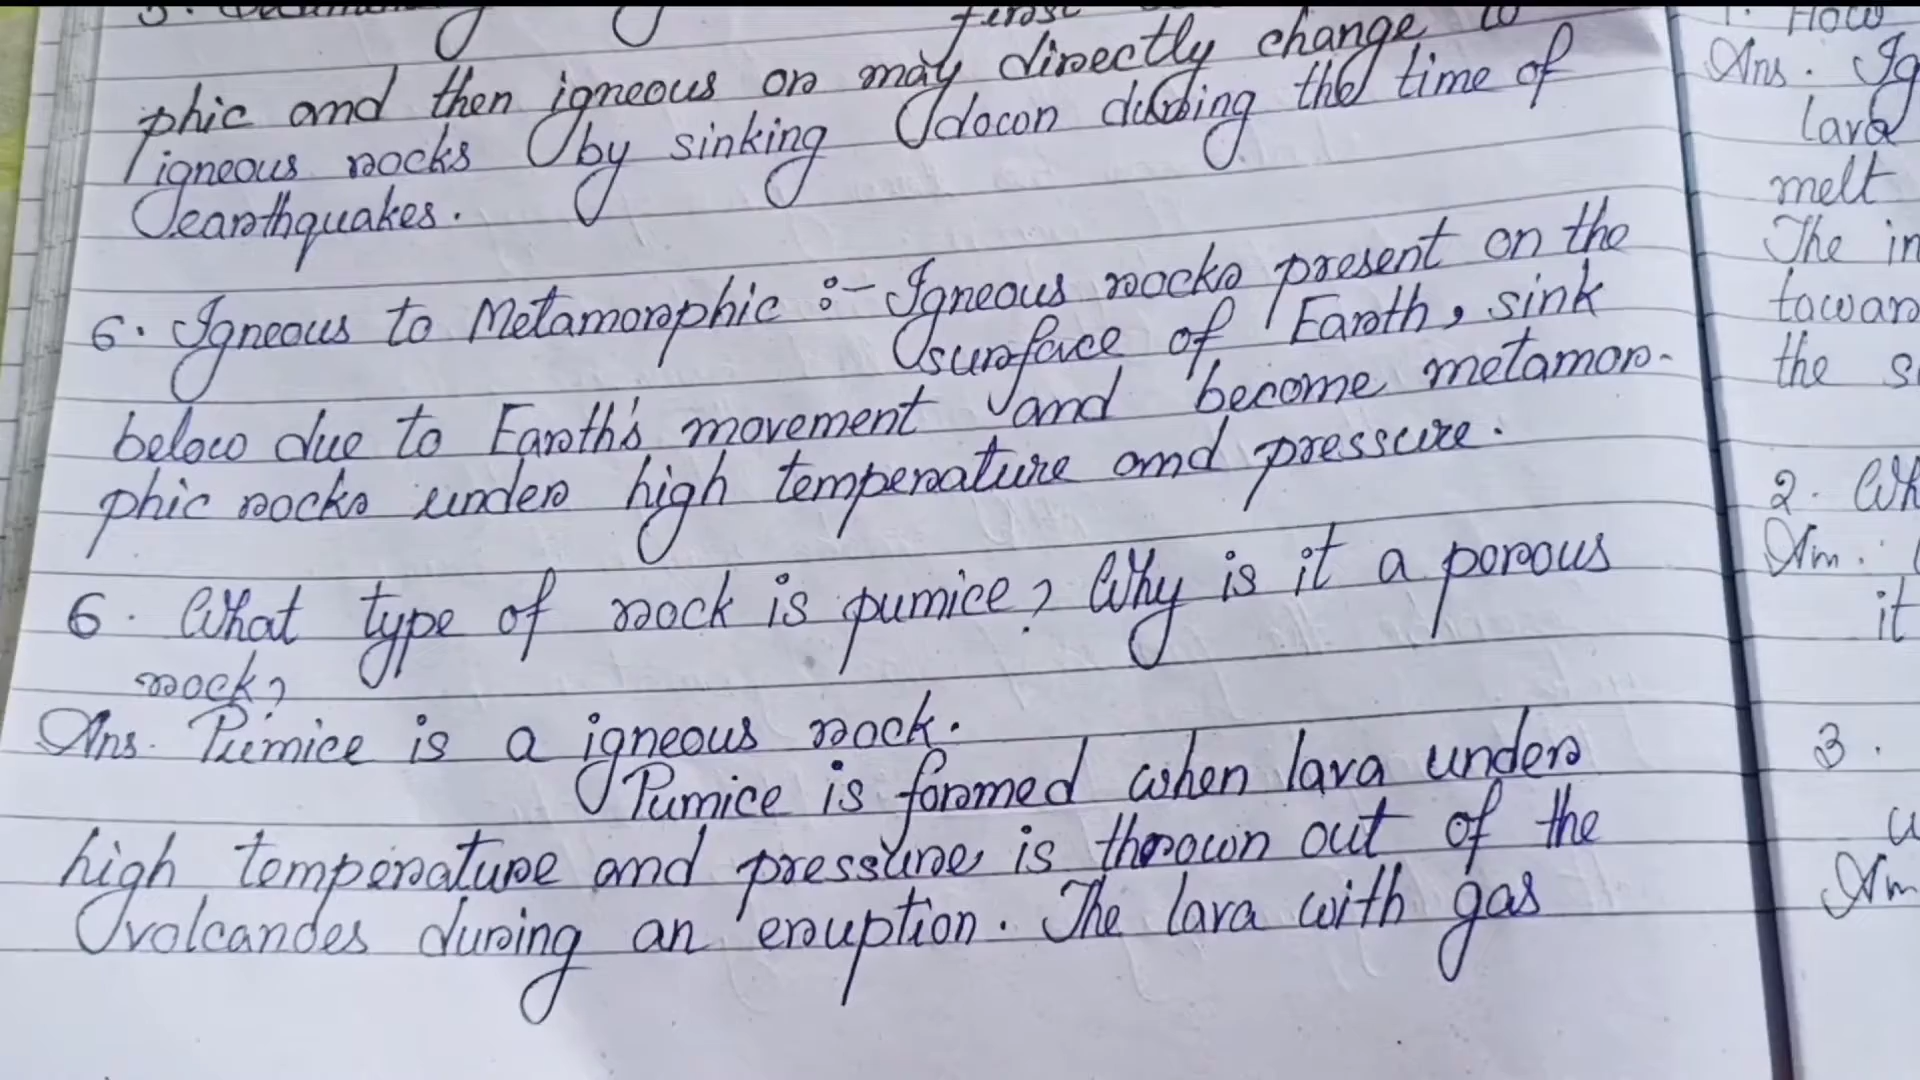 phic and then igneous or may directly change to
igneous rocks by sinking down during the time of
earthquakes.
6. Igneous to Metamorphic :- Igneous rocks present on the
surface of Earth, sink
below due to Earth's movement and become metamor-
phic rocks under high temperature and pressure.
6. What type of rock is pumice? Why is it a porous
rock?
Ans. Pumice is a igneous rock.
Pumice is formed when lava under
high temperature and pressure is thrown out of the
volcanoes during an eruption. The lava with gas
1. How
Ans. Ig
lava
melt
The in
towar
the s
2. Wh
Ans.
it
3.
Ans